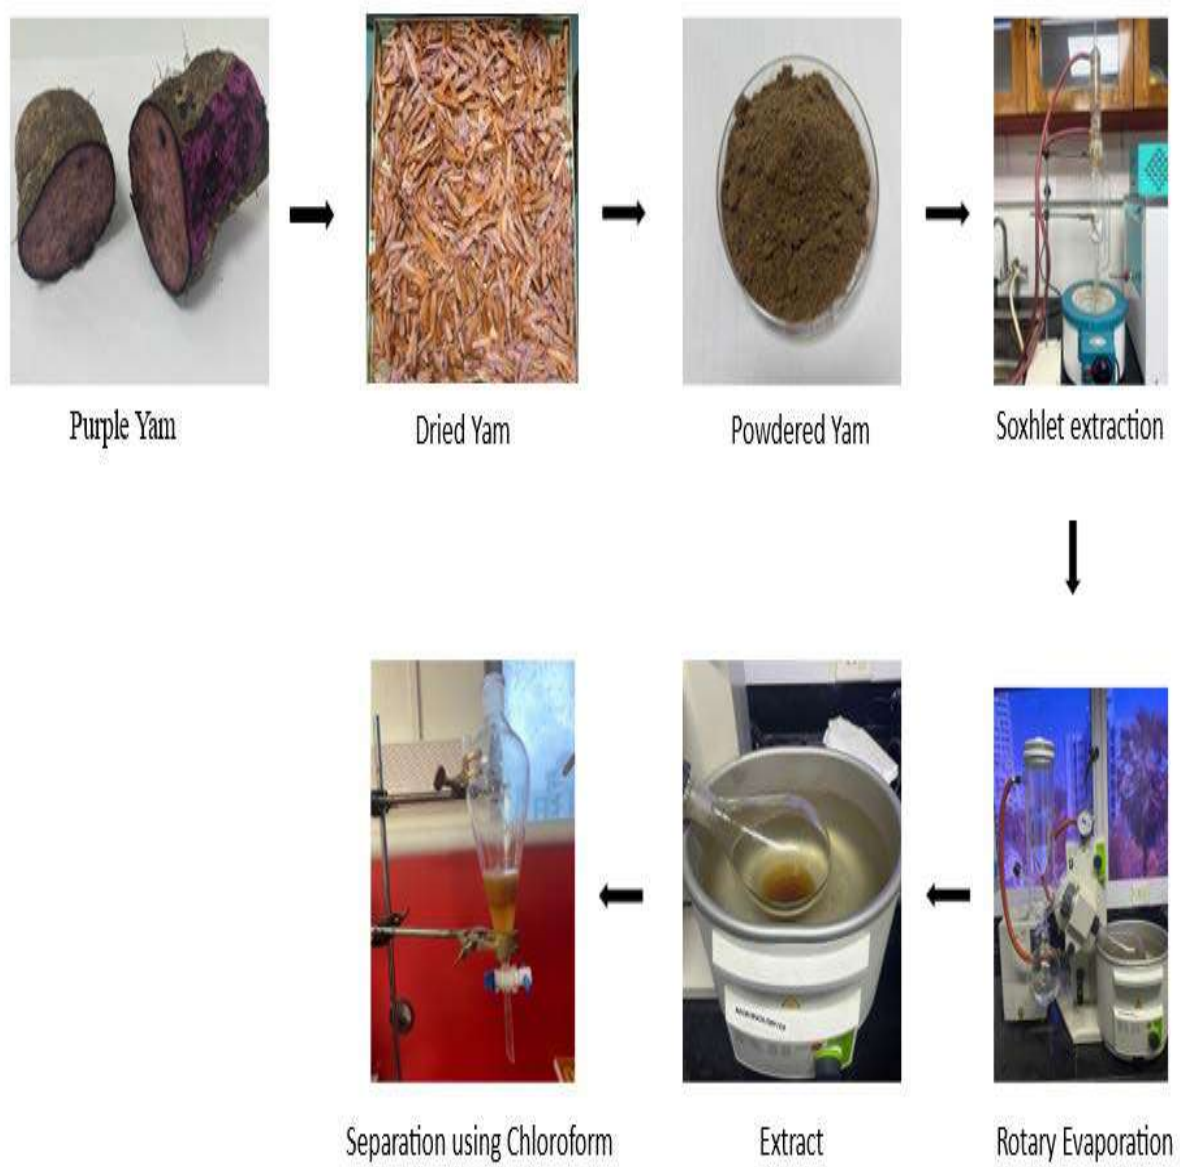 Purple Yam
Dried Yam
Powdered Yam
Soxhlet extraction
Separation using Chloroform
Extract
Rotary Evaporation